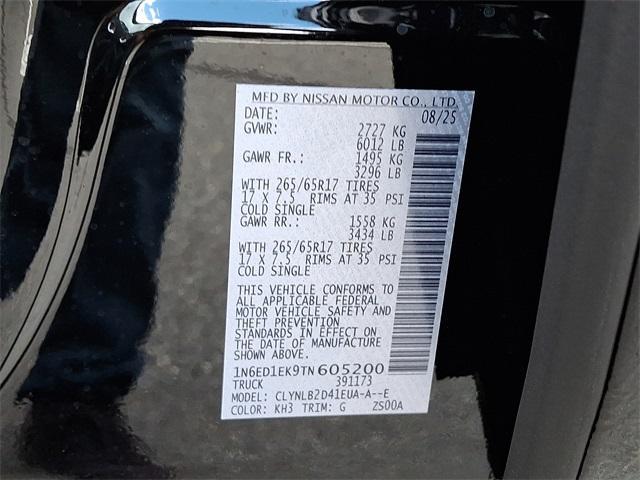 MFD BY NISSAN MOTOR CO., LTD.
DATE: 08/25
GVWR: 2727 KG
6012 LB
GAWR FR.: 1495 KG
3296 LB
WITH 265/65R17 TIRES
17 X 7.5 RIMS AT 35 PSI
COLD SINGLE
GAWR RR.: 1558 KG
3434 LB
WITH 265/65R17 TIRES
17 X 7.5 RIMS AT 35 PSI
COLD SINGLE
THIS VEHICLE CONFORMS TO
ALL APPLICABLE FEDERAL
MOTOR VEHICLE SAFETY AND
THEFT PREVENTION
STANDARDS IN EFFECT ON
THE DATE OF MANUFACTURE
SHOWN ABOVE.
1N6ED1EK9TN605200
TRUCK 391173
MODEL: CLYNLB2D41EUA-A--E
COLOR: KH3 TRIM: G ZS00A